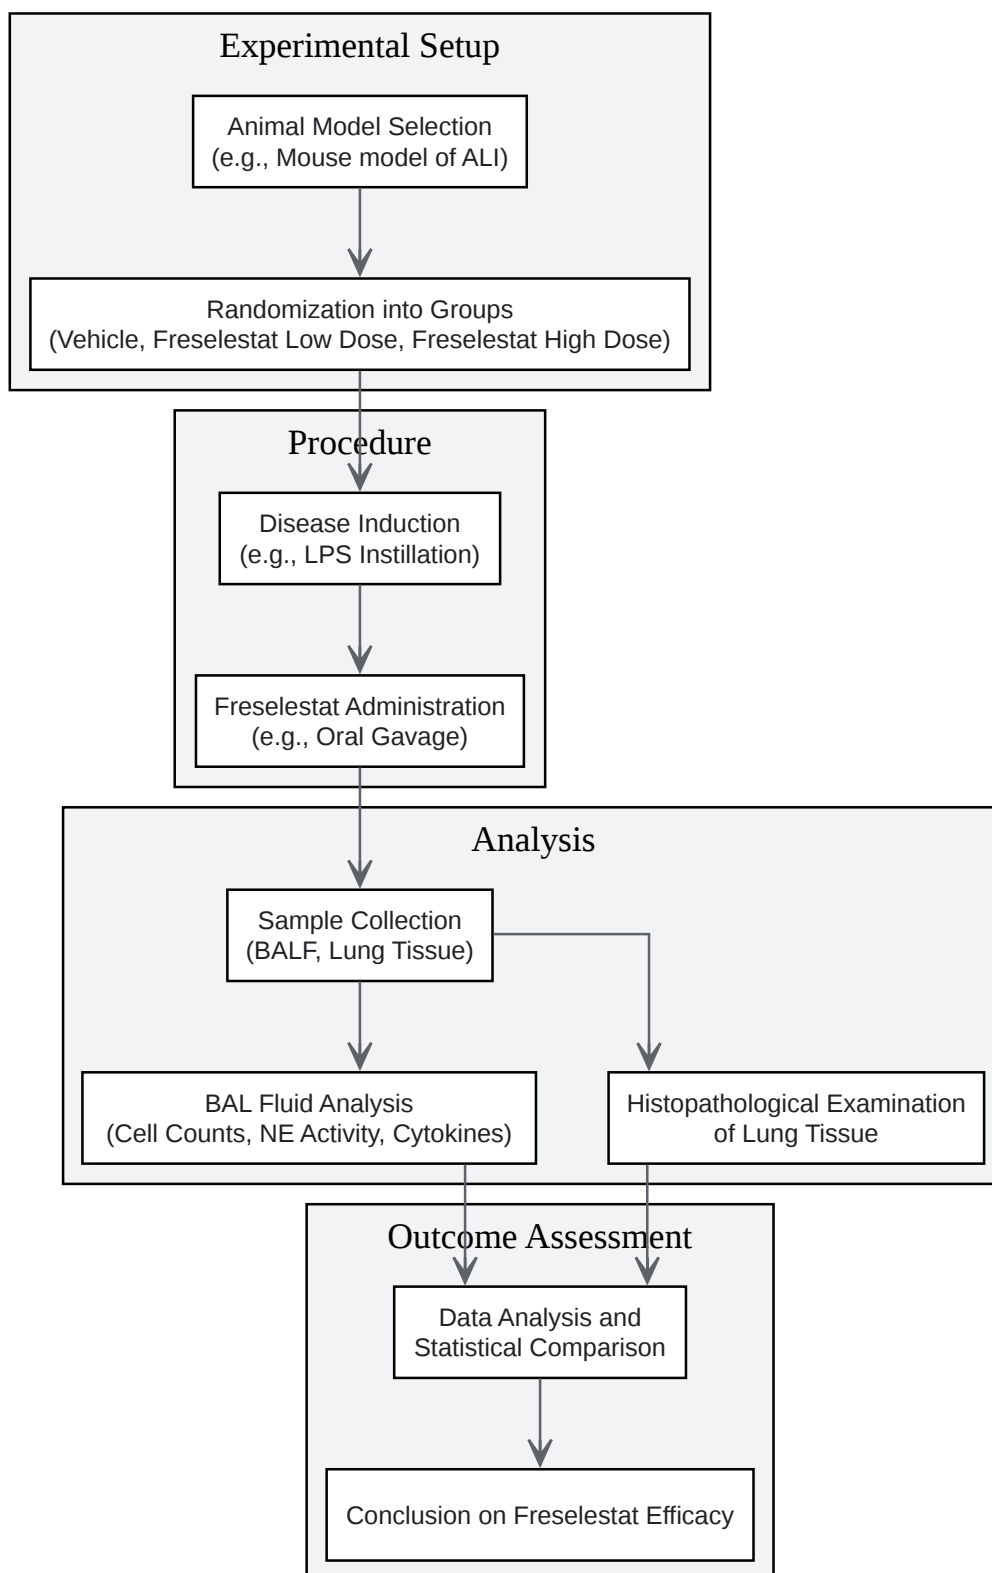 Experimental Setup
Animal Model Selection
(e.g., Mouse model of ALI)
Randomization into Groups
(Vehicle, Freselestat Low Dose, Freselestat High Dose)
Procedure
Disease Induction
(e.g., LPS Instillation)
Freselestat Administration
(e.g., Oral Gavage)
Analysis
Sample Collection
(BALF, Lung Tissue)
BAL Fluid Analysis
(Cell Counts, NE Activity, Cytokines)
Histopathological Examination
of Lung Tissue
Outcome Assessment
Data Analysis and
Statistical Comparison
Conclusion on Freselestat Efficacy